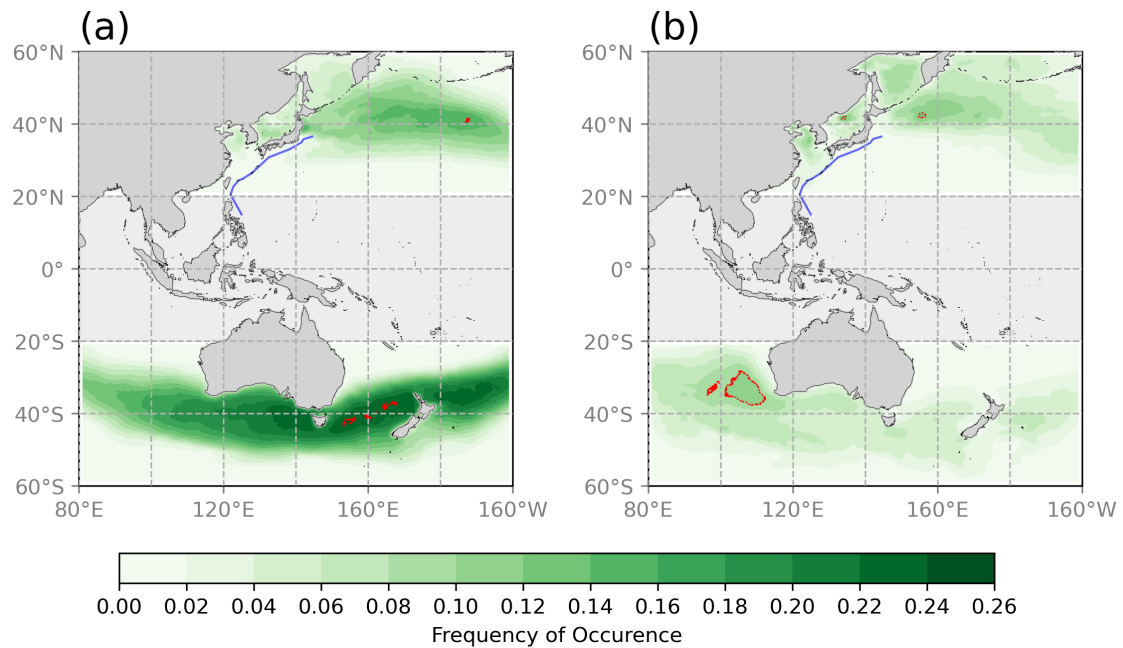 (a) (b)
60°N 60°N
40°N 40°N
20°N 20°N
0° 0°
20°S 20°S
40°S 40°S
60°S 60°S
80°E 120°E 160°E 160°W 80°E 120°E 160°E 160°W
0.00 0.02 0.04 0.06 0.08 0.10 0.12 0.14 0.16 0.18 0.20 0.22 0.24 0.26
Frequency of Occurence